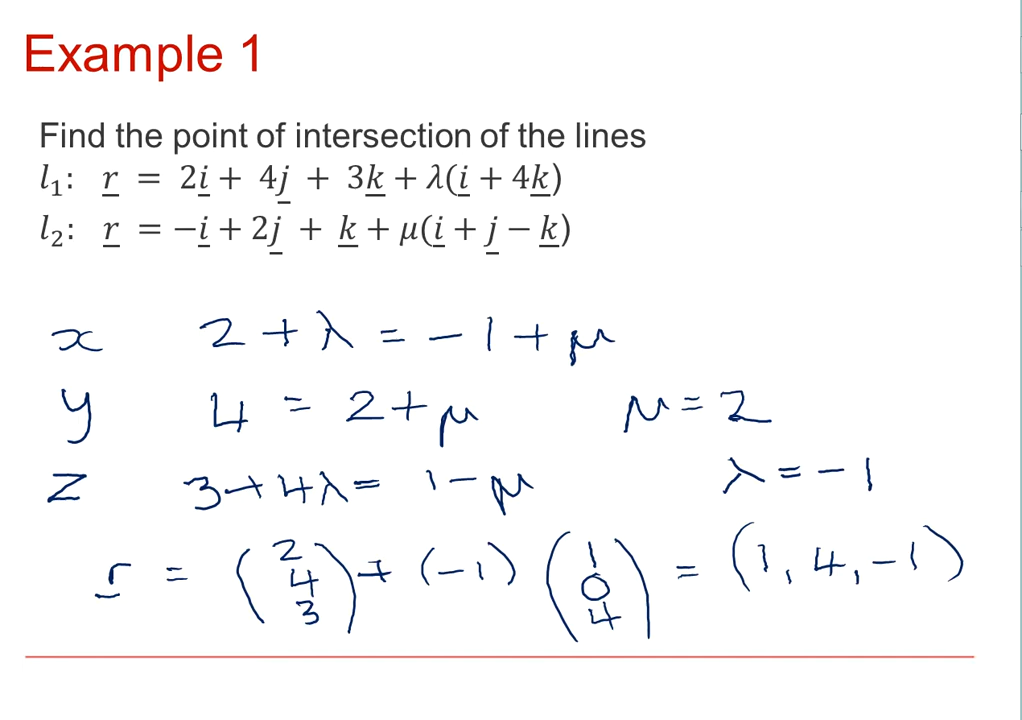 Example 1
Find the point of intersection of the lines
l₁: r = 2i + 4j + 3k + λ(i + 4k)
l₂: r = −i + 2j + k + μ(i + j − k)
x 2 + λ = − 1 + μ
y 4 = 2 + μ μ = 2
z 3 + 4λ = 1 − μ λ = − 1
r = (2 4 3) + (−1) (1 0 4) = (1, 4, −1)